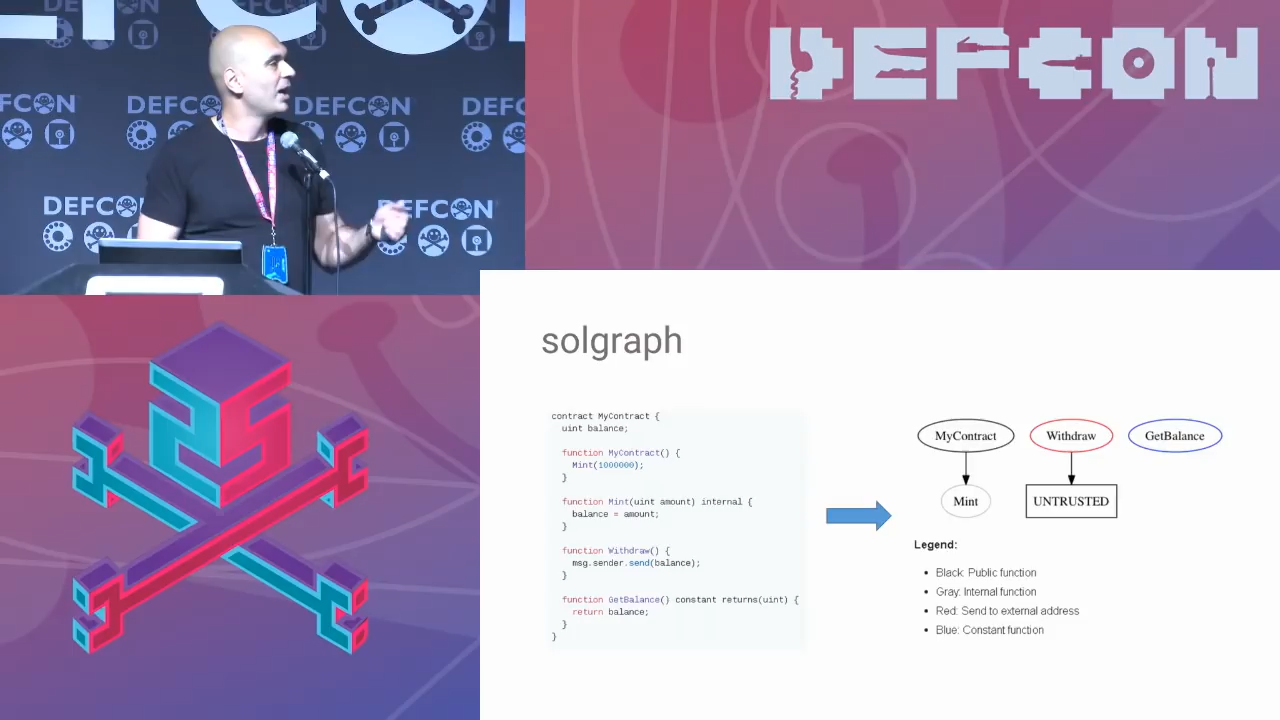 DEFCON
DEFCON
DEFCON
DEFCON
DEFCON
solgraph
contract MyContract {
uint balance;
function MyContract() {
Mint(1000000);
}
function Mint(uint amount) internal {
balance = amount;
}
function Withdraw() {
msg.sender.send(balance);
}
function GetBalance() constant returns(uint) {
return balance;
}
}
MyContract
Withdraw
GetBalance
Mint
UNTRUSTED
Legend:
• Black: Public function
• Gray: Internal function
• Red: Send to external address
• Blue: Constant function